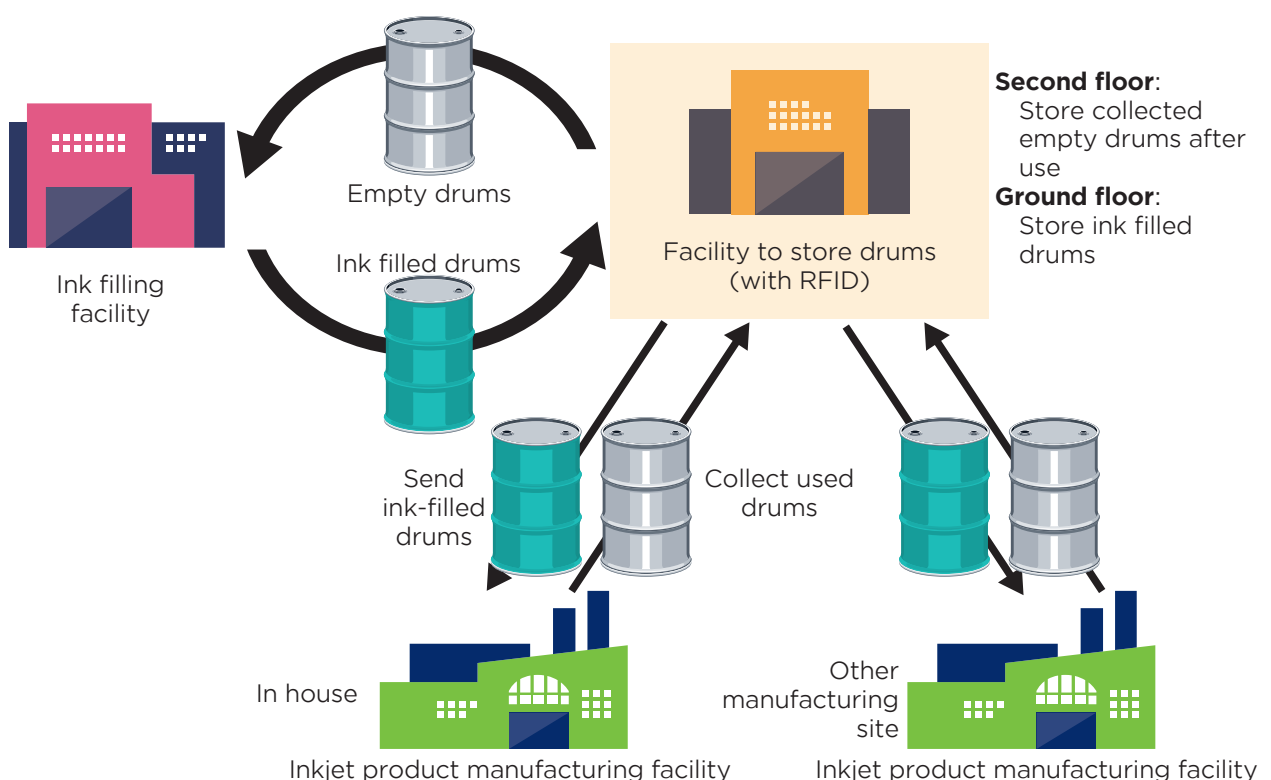 Empty drums
Ink filled drums
Ink filling
facility
Facility to store drums
(with RFID)
Second floor:
Store collected
empty drums after
use
Ground floor:
Store ink filled
drums
Send
ink-filled
drums
Collect used
drums
In house
Inkjet product manufacturing facility
Other
manufacturing
site
Inkjet product manufacturing facility